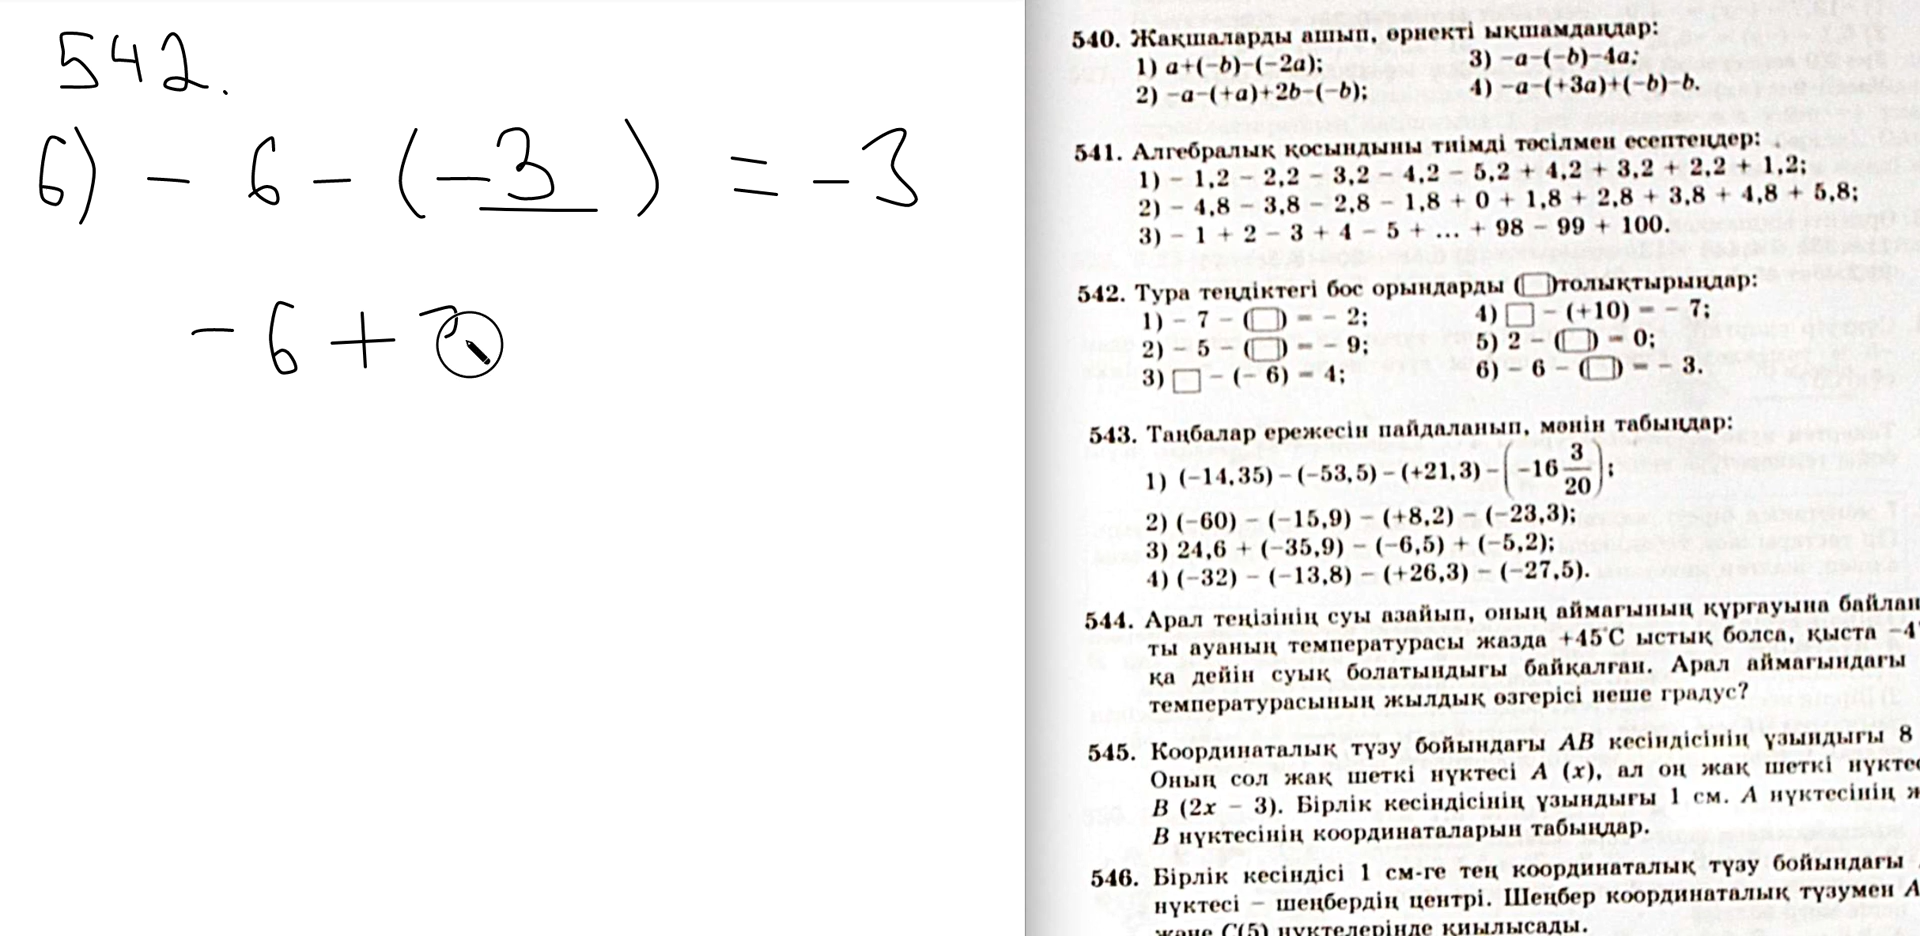 542.
6) - 6 - (-3) = -3
- 6 +
540. Жақшаларды ашып, өрнекті ықшамдаңдар:
1) a+(-b)-(-2a);
3) -a-(-b)-4a;
2) -a-(+a)+2b-(-b);
4) -a-(+3a)+(-b)-b.
541. Алгебралық қосындыны тиімді тәсілмен есептеңдер:
1) - 1,2 - 2,2 - 3,2 - 4,2 - 5,2 + 4,2 + 3,2 + 2,2 + 1,2;
2) - 4,8 - 3,8 - 2,8 - 1,8 + 0 + 1,8 + 2,8 + 3,8 + 4,8 + 5,8;
3) - 1 + 2 - 3 + 4 - 5 + ... + 98 - 99 + 100.
542. Тура теңдіктегі бос орындарды (□)толықтырыңдар:
1) - 7 - (□) = - 2;
4) □ - (+10) = - 7;
2) - 5 - (□) = - 9;
5) 2 - (□) = 0;
3) □ - (- 6) = 4;
6) - 6 - (□) = - 3.
543. Таңбалар ережесін пайдаланып, мәнін табыңдар:
1) (-14,35) - (-53,5) - (+21,3) - (-16 3/20);
2) (-60) - (-15,9) - (+8,2) - (-23,3);
3) 24,6 + (-35,9) - (-6,5) + (-5,2);
4) (-32) - (-13,8) - (+26,3) - (-27,5).
544. Арал теңізінің суы азайып, оның аймағының құрғауына байлан
ты ауаның температурасы жазда +45°C ыстық болса, қыста -4
қа дейін суық болатындығы байқалған. Арал аймағындағы
температурасының жылдық өзгерісі неше градус?
545. Координаталық түзу бойындағы AB кесіндісінің ұзындығы 8
Оның сол жақ шеткі нүктесі A (x), ал оң жақ шеткі нүктес
B (2x - 3). Бірлік кесіндісінің ұзындығы 1 см. A нүктесінің ж
B нүктесінің координаталарын табыңдар.
546. Бірлік кесіндісі 1 см-ге тең координаталық түзу бойындағы
нүктесі – шеңбердің центрі. Шеңбер координаталық түзумен A
және C(5) нүктелерінде қиылысады.